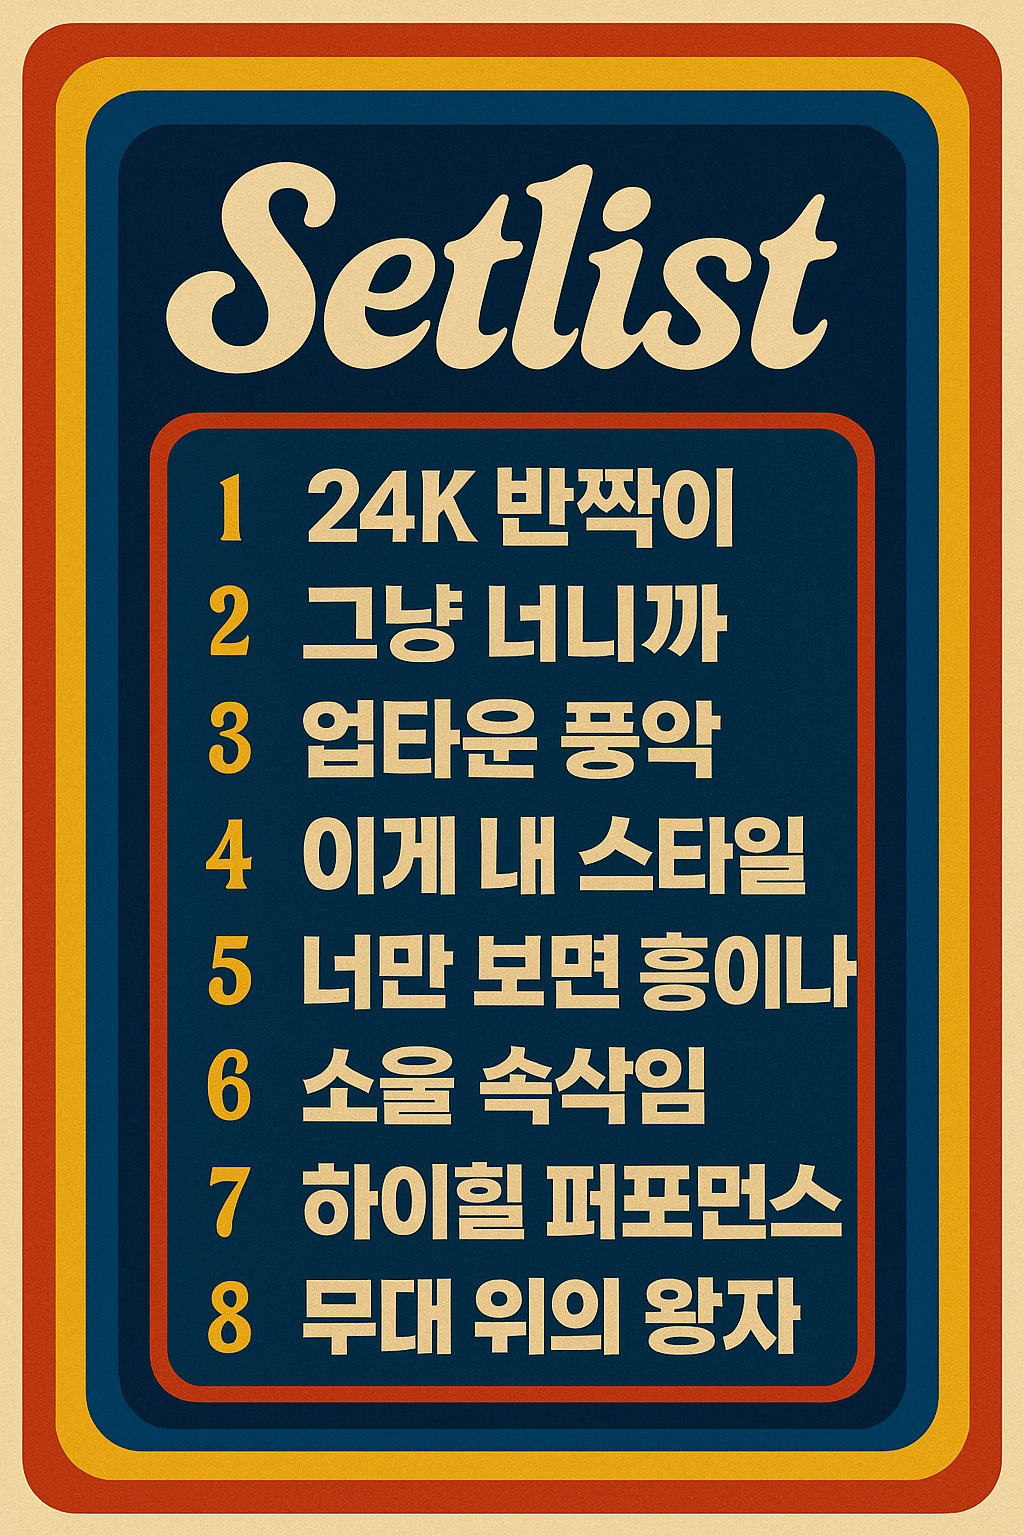 Setlist
1 24K 반짝이
2 그냥 너니까
3 업타운 풍악
4 이게 내 스타일
5 너만 보면 흥이나
6 소울 속삭임
7 하이힐 퍼포먼스
8 무대 위의 왕자